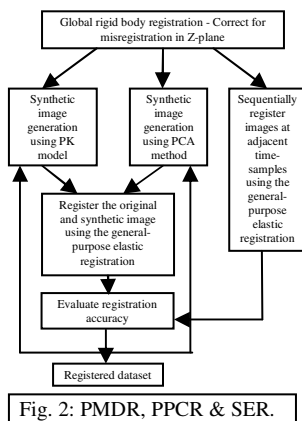 Global rigid body registration - Correct for
misregistration in Z-plane
Synthetic
image
generation
using PK
model
Synthetic
image
generation
using PCA
method
Sequentially
register
images at
adjacent
time-
samples
using the
general-
purpose
elastic
registration
Register the original
and synthetic image
using the general-
purpose elastic
registration
Evaluate registration
accuracy
Registered dataset
Fig. 2: PMDR, PPCR & SER.